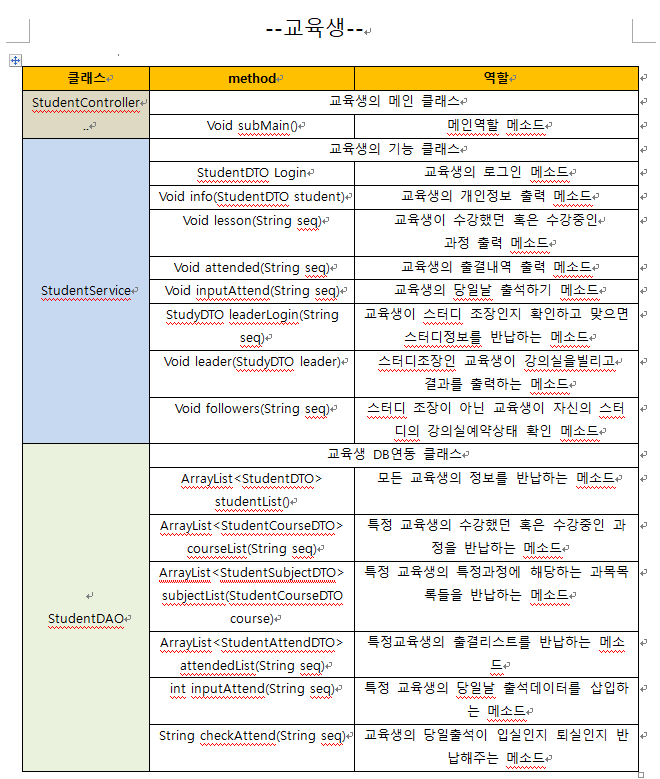 --교육생--
클래스 method 역할
StudentController
..
교육생의 메인 클래스
Void subMain() 메인역할 메소드
StudentService
교육생의 기능 클래스
StudentDTO Login 교육생의 로그인 메소드
Void info(StudentDTO student) 교육생의 개인정보 출력 메소드
Void lesson(String seq) 교육생이 수강했던 혹은 수강중인
과정 출력 메소드
Void attended(String seq) 교육생의 출결내역 출력 메소드
Void inputAttend(String seq) 교육생의 당일날 출석하기 메소드
StudyDTO leaderLogin(String
seq)
교육생이 스터디 조장인지 확인하고 맞으면
스터디정보를 반납하는 메소드
Void leader(StudyDTO leader) 스터디조장인 교육생이 강의실을빌리고
결과를 출력하는 메소드
Void followers(String seq) 스터디 조장이 아닌 교육생이 자신의 스터
디의 강의실예약상태 확인 메소드
StudentDAO
교육생 DB연동 클래스
ArrayList<StudentDTO>
studentList()
모든 교육생의 정보를 반납하는 메소드
ArrayList<StudentCourseDTO>
courseList(String seq)
특정 교육생의 수강했던 혹은 수강중인 과
정을 반납하는 메소드
ArrayList<StudentSubjectDTO>
subjectList(StudentCourseDTO
course)
특정 교육생의 특정과정에 해당하는 과목목
록들을 반납하는 메소드
ArrayList<StudentAttendDTO>
attendedList(String seq)
특정교육생의 출결리스트를 반납하는 메소
드
int inputAttend(String seq) 특정 교육생의 당일날 출석데이터를 삽입하
는 메소드
String checkAttend(String seq) 교육생의 당일출석이 입실인지 퇴실인지 반
납해주는 메소드